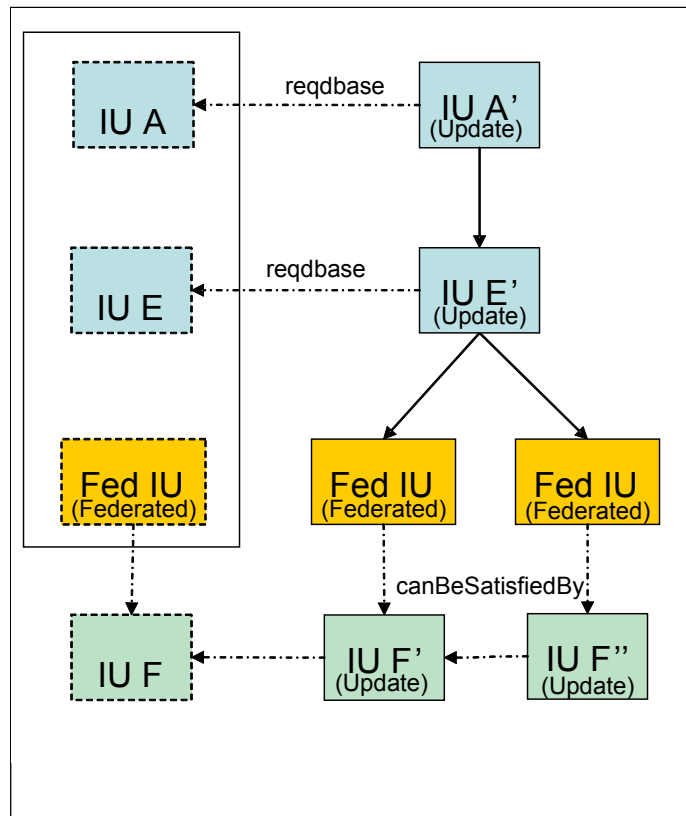 reqdbase
IU A
IU A’
(Update)
reqdbase
IU E
IU E’
(Update)
Fed IU
(Federated)
Fed IU
(Federated)
Fed IU
(Federated)
canBeSatisfiedBy
IU F
IU F’
(Update)
IU F’’
(Update)